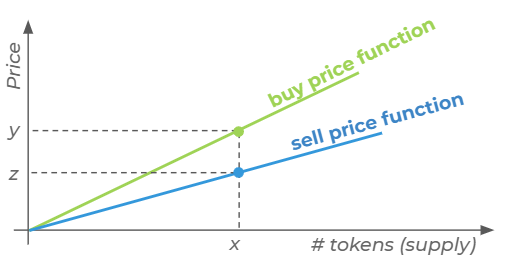 Price
buy price function
sell price function
y
z
x
# tokens (supply)